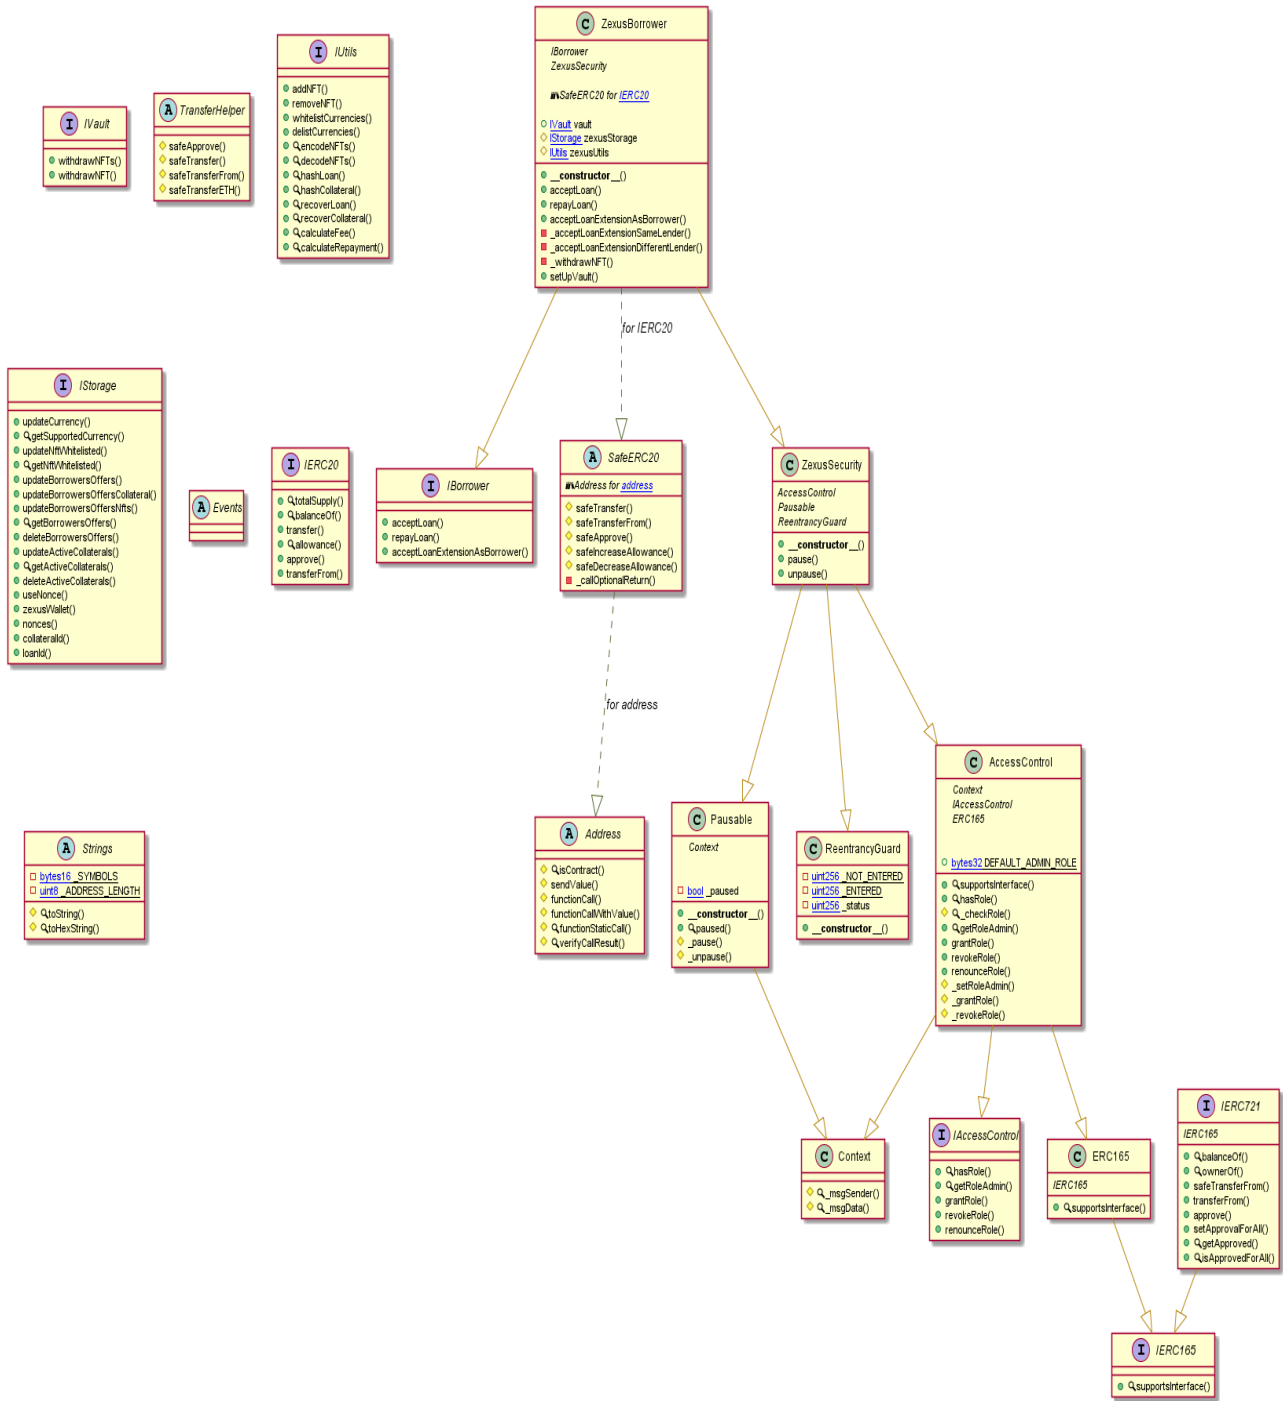 C ZexusBorrower
IBorrower
ZexusSecurity
SafeERC20 for IERC20
IVault vault
IStorage zexusStorage
IUtils zexusUtils
__constructor__()
acceptLoan()
repayLoan()
acceptLoanExtensionAsBorrower()
_acceptLoanExtensionSameLender()
_acceptLoanExtensionDifferentLender()
_withdrawNFT()
setUpVault()
I IUtils
addNFT()
removeNFT()
whitelistCurrencies()
delistCurrencies()
encodeNFTs()
decodeNFTs()
hashLoan()
hashCollateral()
recoverLoan()
recoverCollateral()
calculateFee()
calculateRepayment()
A TransferHelper
safeApprove()
safeTransfer()
safeTransferFrom()
safeTransferETH()
I IVault
withdrawNFTs()
withdrawNFT()
for IERC20
I IStorage
updateCurrency()
getSupportedCurrency()
updateNftWhitelisted()
getNftWhitelisted()
updateBorrowersOffers()
updateBorrowersOffersCollateral()
updateBorrowersOffersNfts()
getBorrowersOffers()
deleteBorrowersOffers()
updateActiveCollaterals()
getActiveCollaterals()
deleteActiveCollaterals()
useNonce()
zexusWallet()
nonces()
collateralId()
loanId()
A Events
I IERC20
totalSupply()
balanceOf()
transfer()
allowance()
approve()
transferFrom()
I IBorrower
acceptLoan()
repayLoan()
acceptLoanExtensionAsBorrower()
A SafeERC20
Address for address
safeTransfer()
safeTransferFrom()
safeApprove()
safeIncreaseAllowance()
safeDecreaseAllowance()
_callOptionalReturn()
C ZexusSecurity
AccessControl
Pausable
ReentrancyGuard
__constructor__()
pause()
unpause()
for address
A Strings
bytes16 _SYMBOLS
uint8 _ADDRESS_LENGTH
toString()
toHexString()
A Address
isContract()
sendValue()
functionCall()
functionCallWithValue()
functionStaticCall()
verifyCallResult()
C Pausable
Context
bool _paused
__constructor__()
paused()
_pause()
_unpause()
C ReentrancyGuard
uint256 _NOT_ENTERED
uint256 _ENTERED
uint256 _status
__constructor__()
C AccessControl
Context
IAccessControl
ERC165
bytes32 DEFAULT_ADMIN_ROLE
supportsInterface()
hasRole()
_checkRole()
getRoleAdmin()
grantRole()
revokeRole()
renounceRole()
_setRoleAdmin()
_grantRole()
_revokeRole()
C Context
_msgSender()
_msgData()
I IAccessControl
hasRole()
getRoleAdmin()
grantRole()
revokeRole()
renounceRole()
C ERC165
IERC165
supportsInterface()
I IERC721
IERC165
balanceOf()
ownerOf()
safeTransferFrom()
transferFrom()
approve()
setApprovalForAll()
getApproved()
isApprovedForAll()
I IERC165
supportsInterface()